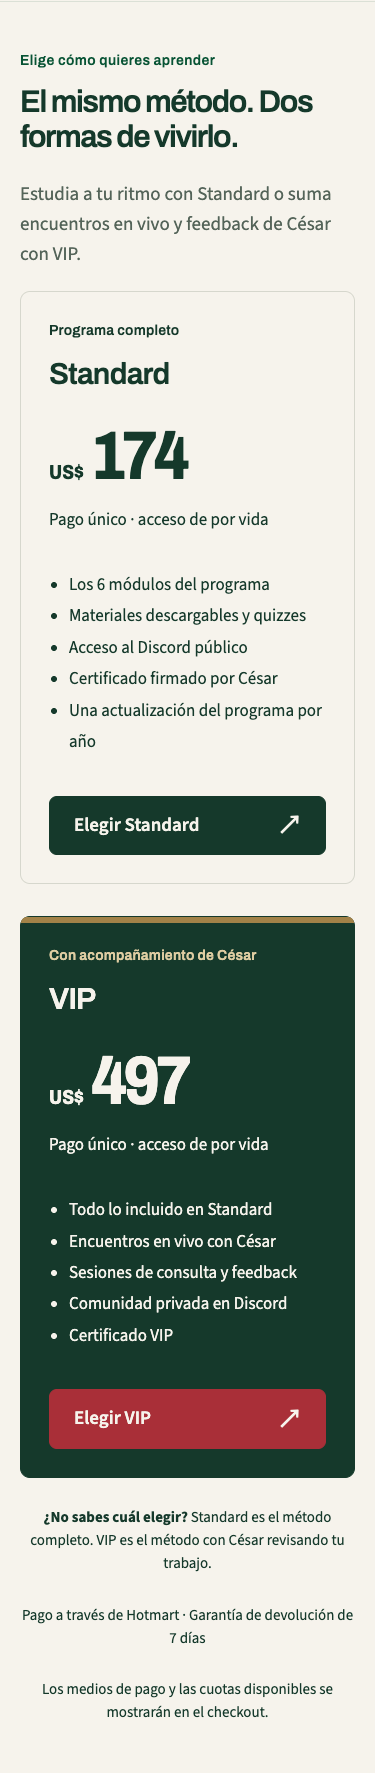 Elige cómo quieres aprender
El mismo método. Dos
formas de vivirlo.
Estudia a tu ritmo con Standard o suma
encuentros en vivo y feedback de César
con VIP.
Programa completo
Standard
US$ 174
Pago único · acceso de por vida
• Los 6 módulos del programa
• Materiales descargables y quizzes
• Acceso al Discord público
• Certificado firmado por César
• Una actualización del programa por
año
Elegir Standard ↗
Con acompañamiento de César
VIP
US$ 497
Pago único · acceso de por vida
• Todo lo incluido en Standard
• Encuentros en vivo con César
• Sesiones de consulta y feedback
• Comunidad privada en Discord
• Certificado VIP
Elegir VIP ↗
¿No sabes cuál elegir? Standard es el método
completo. VIP es el método con César revisando tu
trabajo.
Pago a través de Hotmart · Garantía de devolución de
7 días
Los medios de pago y las cuotas disponibles se
mostrarán en el checkout.